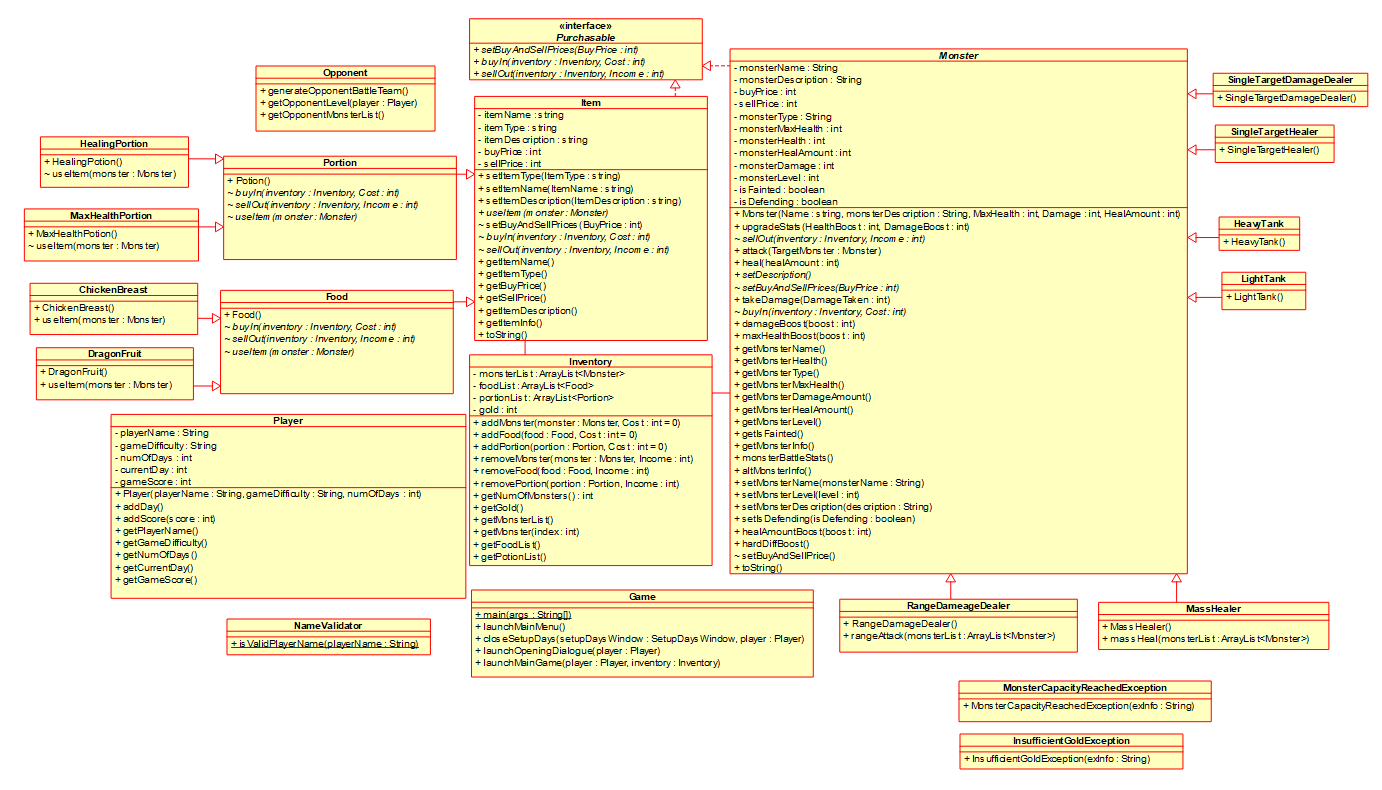 «interface»
Purchasable
+ setBuyAndSellPrices(BuyPrice : int)
+ buyIn(inventory : Inventory, Cost : int)
+ sellOut(inventory : Inventory, Income : int)
Opponent
+ generateOpponentBattleTeam()
+ getOpponentLevel(player : Player)
+ getOpponentMonsterList()
HealingPortion
+ HealingPotion()
~ useItem(monster : Monster)
MaxHealthPortion
+ MaxHealthPotion()
~ useItem(monster : Monster)
Portion
+ Potion()
~ buyIn(inventory : Inventory, Cost : int)
~ sellOut(inventory : Inventory, Income : int)
~ useItem(monster : Monster)
ChickenBreast
+ ChickenBreast()
+ useItem(monster : Monster)
DragonFruit
+ DragonFruit()
+ useItem(monster : Monster)
Food
+ Food()
~ buyIn(inventory : Inventory, Cost : int)
~ sellOut(inventory : Inventory, Income : int)
~ useItem(monster : Monster)
Item
- itemName : string
- itemType : string
- itemDescription : string
- buyPrice : int
- sellPrice : int
+ setItemType(ItemType : string)
+ setItemName(ItemName : string)
+ setItemDescription(ItemDescription : string)
+ useItem(monster : Monster)
~ setBuyAndSellPrices(BuyPrice : int)
~ buyIn(inventory : Inventory, Cost : int)
~ sellOut(inventory : Inventory, Income : int)
+ getItemName()
+ getItemType()
+ getBuyPrice()
+ getSellPrice()
+ getItemDescription()
+ getItemInfo()
+ toString()
Player
- playerName : String
- gameDifficulty : String
- numOfDays : int
- currentDay : int
- gameScore : int
+ Player(playerName : String, gameDifficulty : String, numOfDays : int)
+ addDay()
+ addScore(score : int)
+ getPlayerName()
+ getGameDifficulty()
+ getNumOfDays()
+ getCurrentDay()
+ getGameScore()
Inventory
- monsterList : ArrayList<Monster>
- foodList : ArrayList<Food>
- portionList : ArrayList<Portion>
- gold : int
+ addMonster(monster : Monster, Cost : int = 0)
+ addFood(food : Food, Cost : int = 0)
+ addPortion(portion : Portion, Cost : int = 0)
+ removeMonster(monster : Monster, Income : int)
+ removeFood(food : Food, Income : int)
+ removePortion(portion : Portion, Income : int)
+ getNumOfMonsters() : int
+ getGold()
+ getMonsterList()
+ getMonster(index : int)
+ getFoodList()
+ getPotionList()
NameValidator
+ isValidPlayerName(playerName : String)
Game
+ main(args : String[])
+ launchMainMenu()
+ closeSetupDays(setupDaysWindow : SetupDaysWindow, player : Player)
+ launchOpeningDialogue(player : Player)
+ launchMainGame(player : Player, inventory : Inventory)
Monster
- monsterName : String
- monsterDescription : String
- buyPrice : int
- sellPrice : int
- monsterType : String
- monsterMaxHealth : int
- monsterHealth : int
- monsterHealAmount : int
- monsterDamage : int
- monsterLevel : int
- isFainted : boolean
- isDefending : boolean
+ Monster(Name : string, monsterDescription : String, MaxHealth : int, Damage : int, HealAmount : int)
+ upgradeStats(HealthBoost : int, DamageBoost : int)
~ sellOut(inventory : Inventory, Income : int)
+ attack(TargetMonster : Monster)
+ heal(healAmount : int)
+ setDescription()
~ setBuyAndSellPrices(BuyPrice : int)
+ takeDamage(DamageTaken : int)
~ buyIn(inventory : Inventory, Cost: int)
+ damageBoost(boost : int)
+ maxHealthBoost(boost : int)
+ getMonsterName()
+ getMonsterHealth()
+ getMonsterType()
+ getMonsterMaxHealth()
+ getMonsterDamageAmount()
+ getMonsterHealAmount()
+ getMonsterLevel()
+ getIsFainted()
+ getMonsterInfo()
+ monsterBattleStats()
+ altMonsterInfo()
+ setMonsterName(monsterName : String)
+ setMonsterLevel(level : int)
+ setMonsterDescription(description : String)
+ setIsDefending(isDefending : boolean)
+ healAmountBoost(boost : int)
+ hardDiffBoost()
~ setBuyAndSellPrice()
+ toString()
SingleTargetDamageDealer
+ SingleTargetDamageDealer()
SingleTargetHealer
+ SingleTargetHealer()
HeavyTank
+ HeavyTank()
LightTank
+ LightTank()
RangeDameageDealer
+ RangeDamageDealer()
+ rangeAttack(monsterList : ArrayList<Monster>)
MassHealer
+ MassHealer()
+ massHeal(monsterList : ArrayList<Monster>)
MonsterCapacityReachedException
+ MonsterCapacityReachedException(exInfo : String)
InsufficientGoldException
+ InsufficientGoldException(exInfo : String)